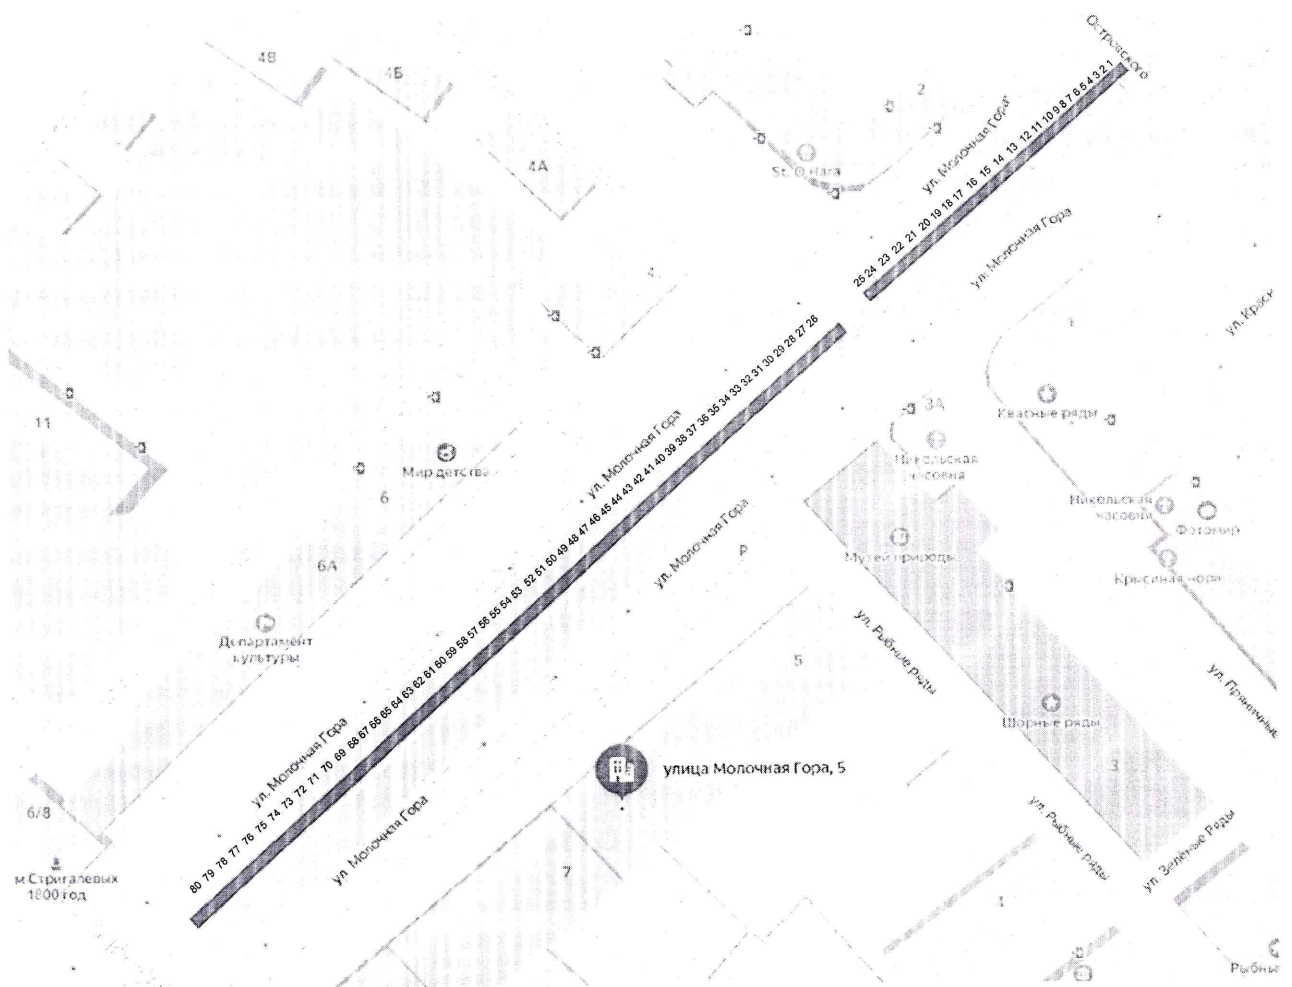 Островского
4В
4Б
2
4А
St. O.Hara
ул. Молочная Гора
1 2 3 4 5 6 7 8 9 10 11 12 13 14 15 16 17 18 19 20 21 22 23 24 25
ул. Молочная Гора
4
ул. Красн
1
26 27 28 29 30 31 32 33 34 35 36 37 38 39 40 41 42 43 44 45 46 47 48 49 50 51 52 53 54 55 56 57 58 59 60 61 62 63 64 65 66 67 68 69 70 71 72 73 74 75 76 77 78 79 80
11
Мир детства
6
ул. Молочная Гора
3А
Квасные ряды
Никольская
часовня
Никольская
часовня
Фотомир
ул. Молочная Гора
P
Музей природы
Крысиная нора
6А
Департамент
культуры
5
ул. Рыбные ряды
ул. Пряничные
Шорные ряды
ул. Молочная Гора
улица Молочная Гора, 5
3
6/8
ул. Молочная Гора
ул. Рыбные ряды
ул. Зелёные Ряды
м Стригалевых
1800 год
7
4
Рыбные